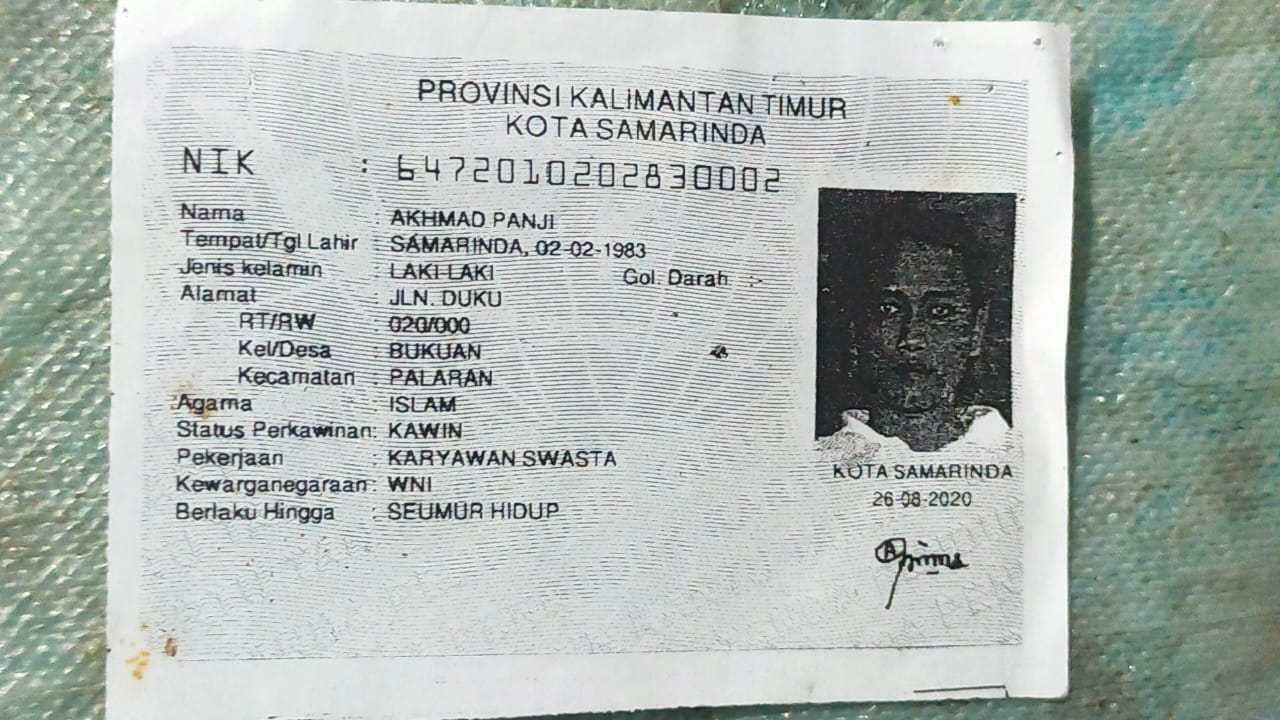 PROVINSI KALIMANTAN TIMUR
KOTA SAMARINDA
NIK : 6472010202830002
Nama : AKHMAD PANJI
Tempat/Tgl Lahir : SAMARINDA, 02-02-1983
Jenis kelamin : LAKI-LAKI Gol. Darah : -
Alamat : JLN. DUKU
RT/RW : 020/000
Kel/Desa : BUKUAN
Kecamatan : PALARAN
Agama : ISLAM
Status Perkawinan: KAWIN
Pekerjaan : KARYAWAN SWASTA
Kewarganegaraan : WNI
Berlaku Hingga : SEUMUR HIDUP
KOTA SAMARINDA
26-08-2020